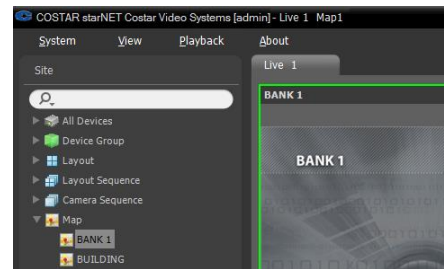 COSTAR starNET Costar Video Systems [admin] - Live 1 Map1
System View Playback About
Site
Live 1
BANK 1
All Devices
Device Group
BANK 1
Layout
Layout Sequence
Camera Sequence
Map
BANK 1
BUILDING